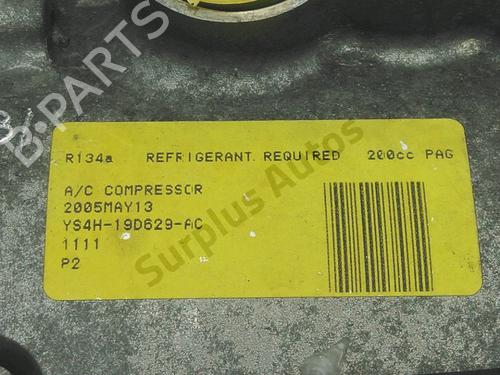 B-PARTS
R134a REFRIGERANT REQUIRED 200cc PAG
A/C COMPRESSOR
2005MAY13
YS4H-19D629-AC
1111
P2
Surplus Autos